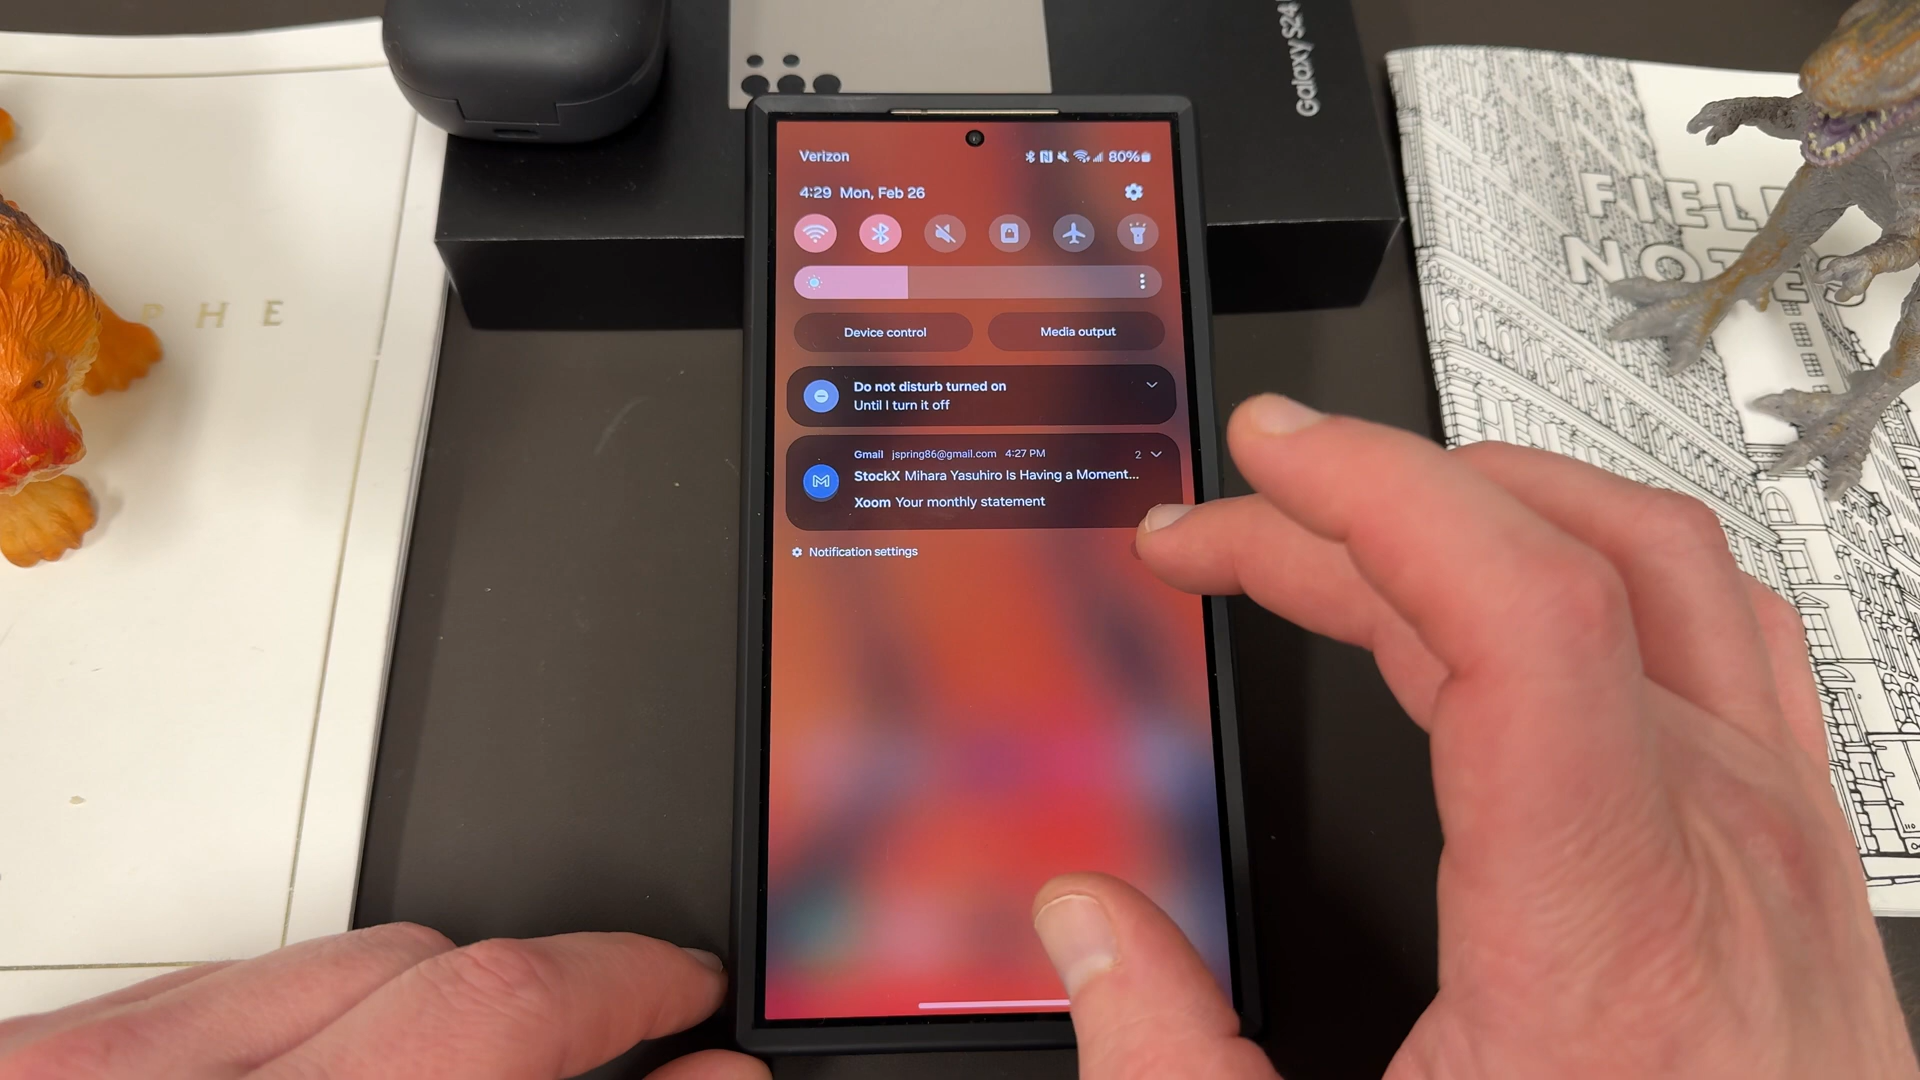 Galaxy S24
PHE
FIEL
NOTES
Verizon
80%
4:29 Mon, Feb 26
Device control
Media output
Do not disturb turned on
Until I turn it off
Gmail jspring86@gmail.com 4:27 PM
2
StockX Mihara Yasuhiro Is Having a Moment...
Xoom Your monthly statement
Notification settings